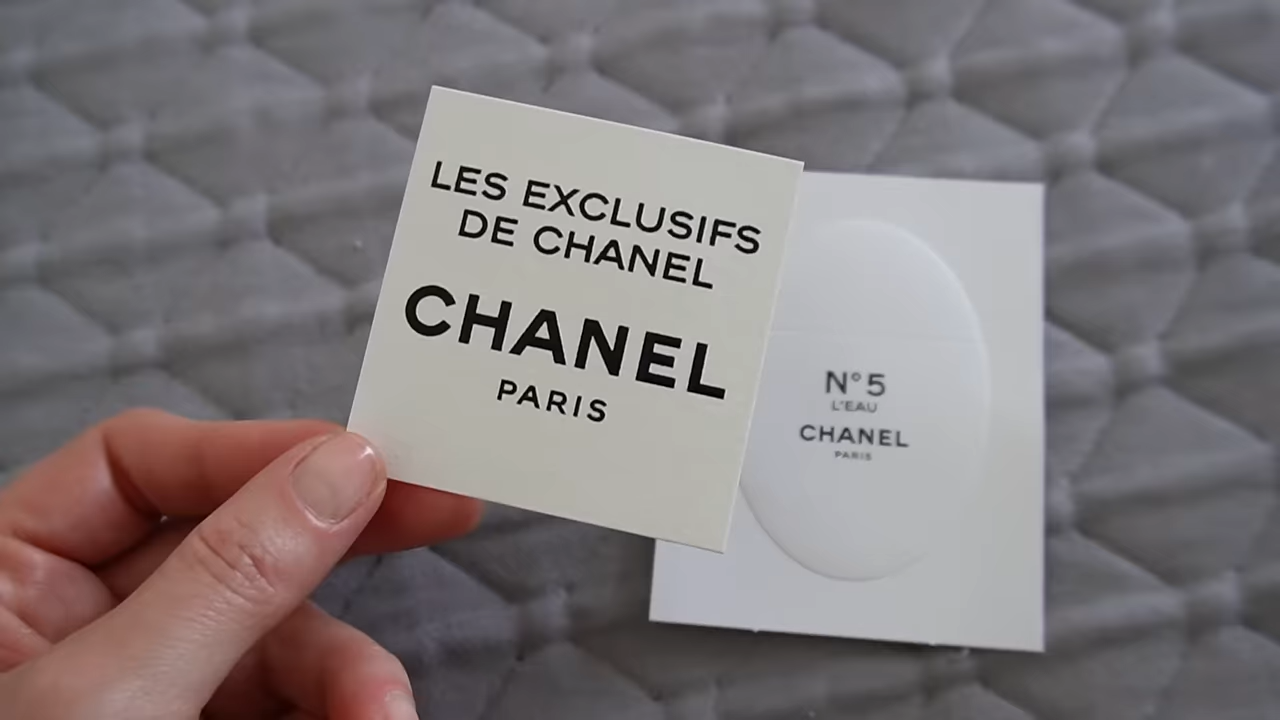 LES EXCLUSIFS
DE CHANEL
CHANEL
PARIS
N°5
L'EAU
CHANEL
PARIS